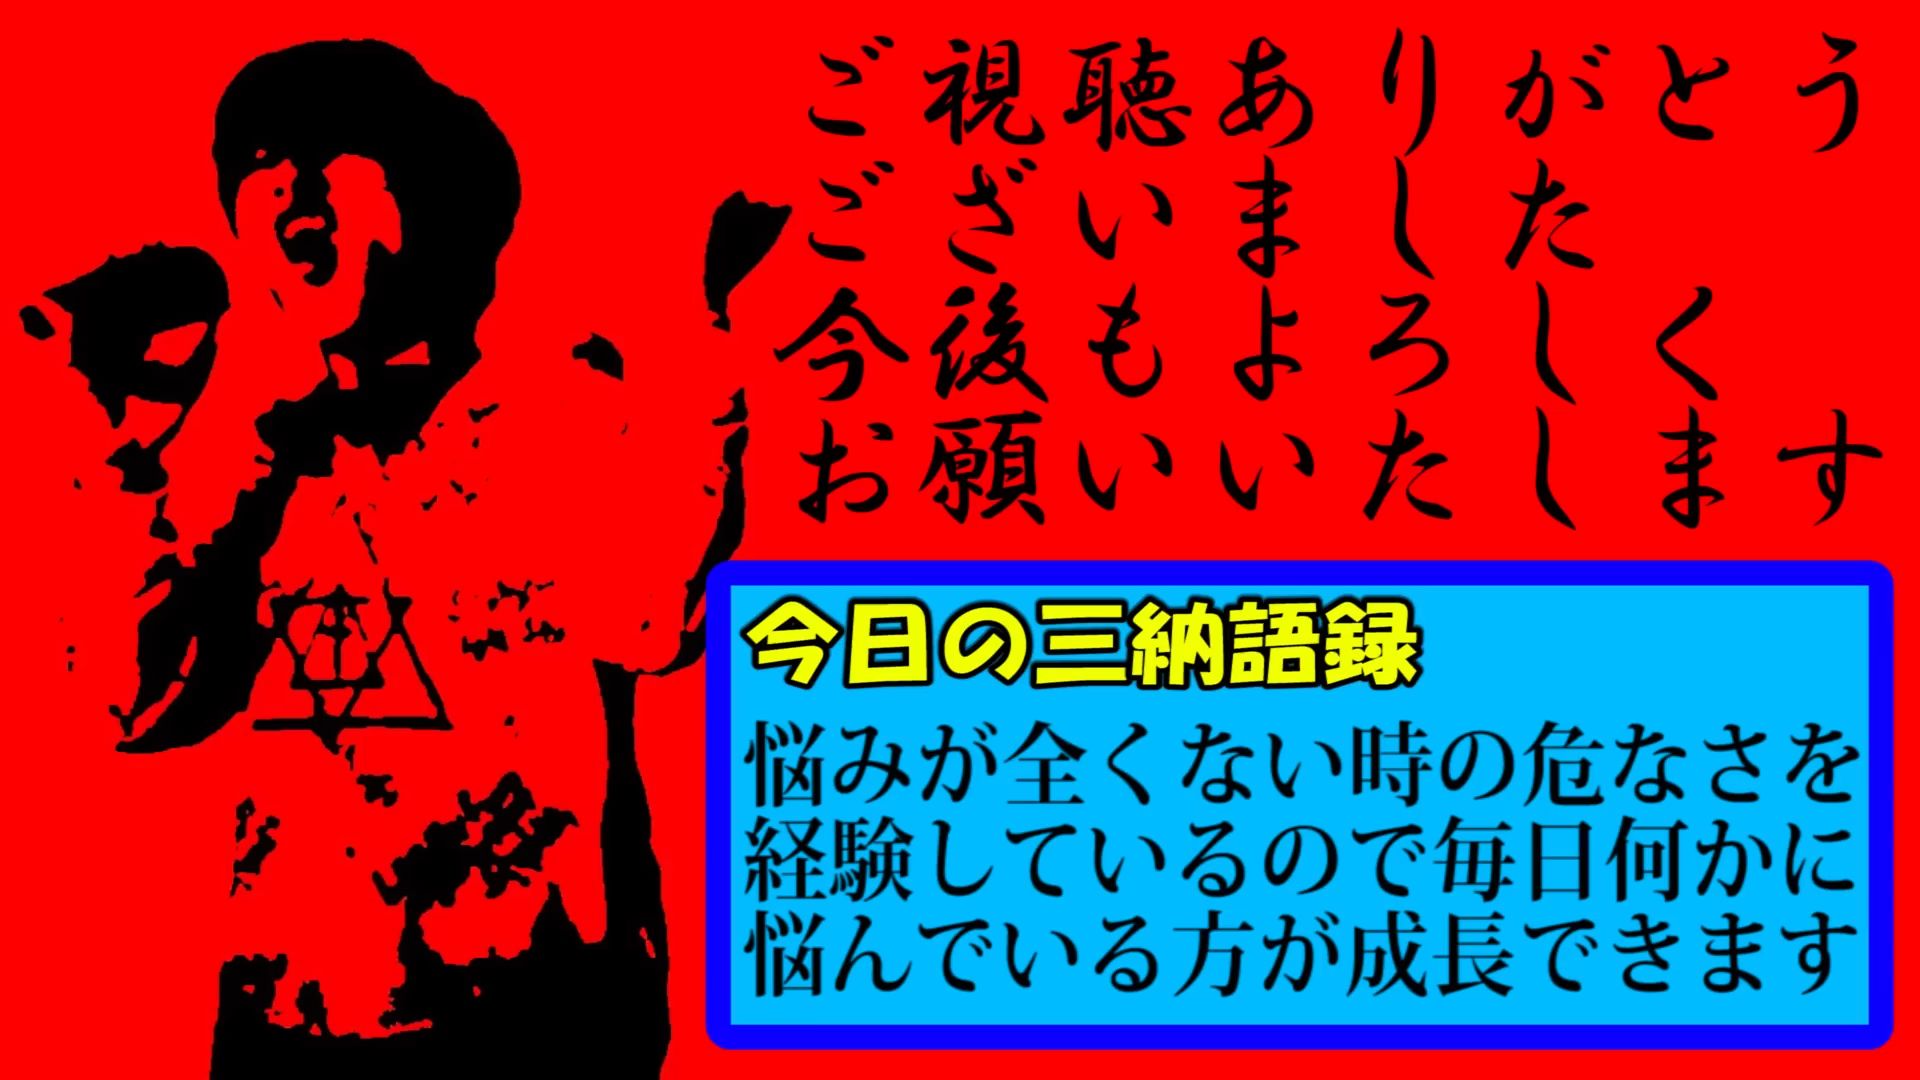 ご視聴ありがとう
ございました
今後もよろしく
お願いいたします
今日の三納語録
悩みが全くない時の危なさを
経験しているので毎日何かに
悩んでいる方が成長できます